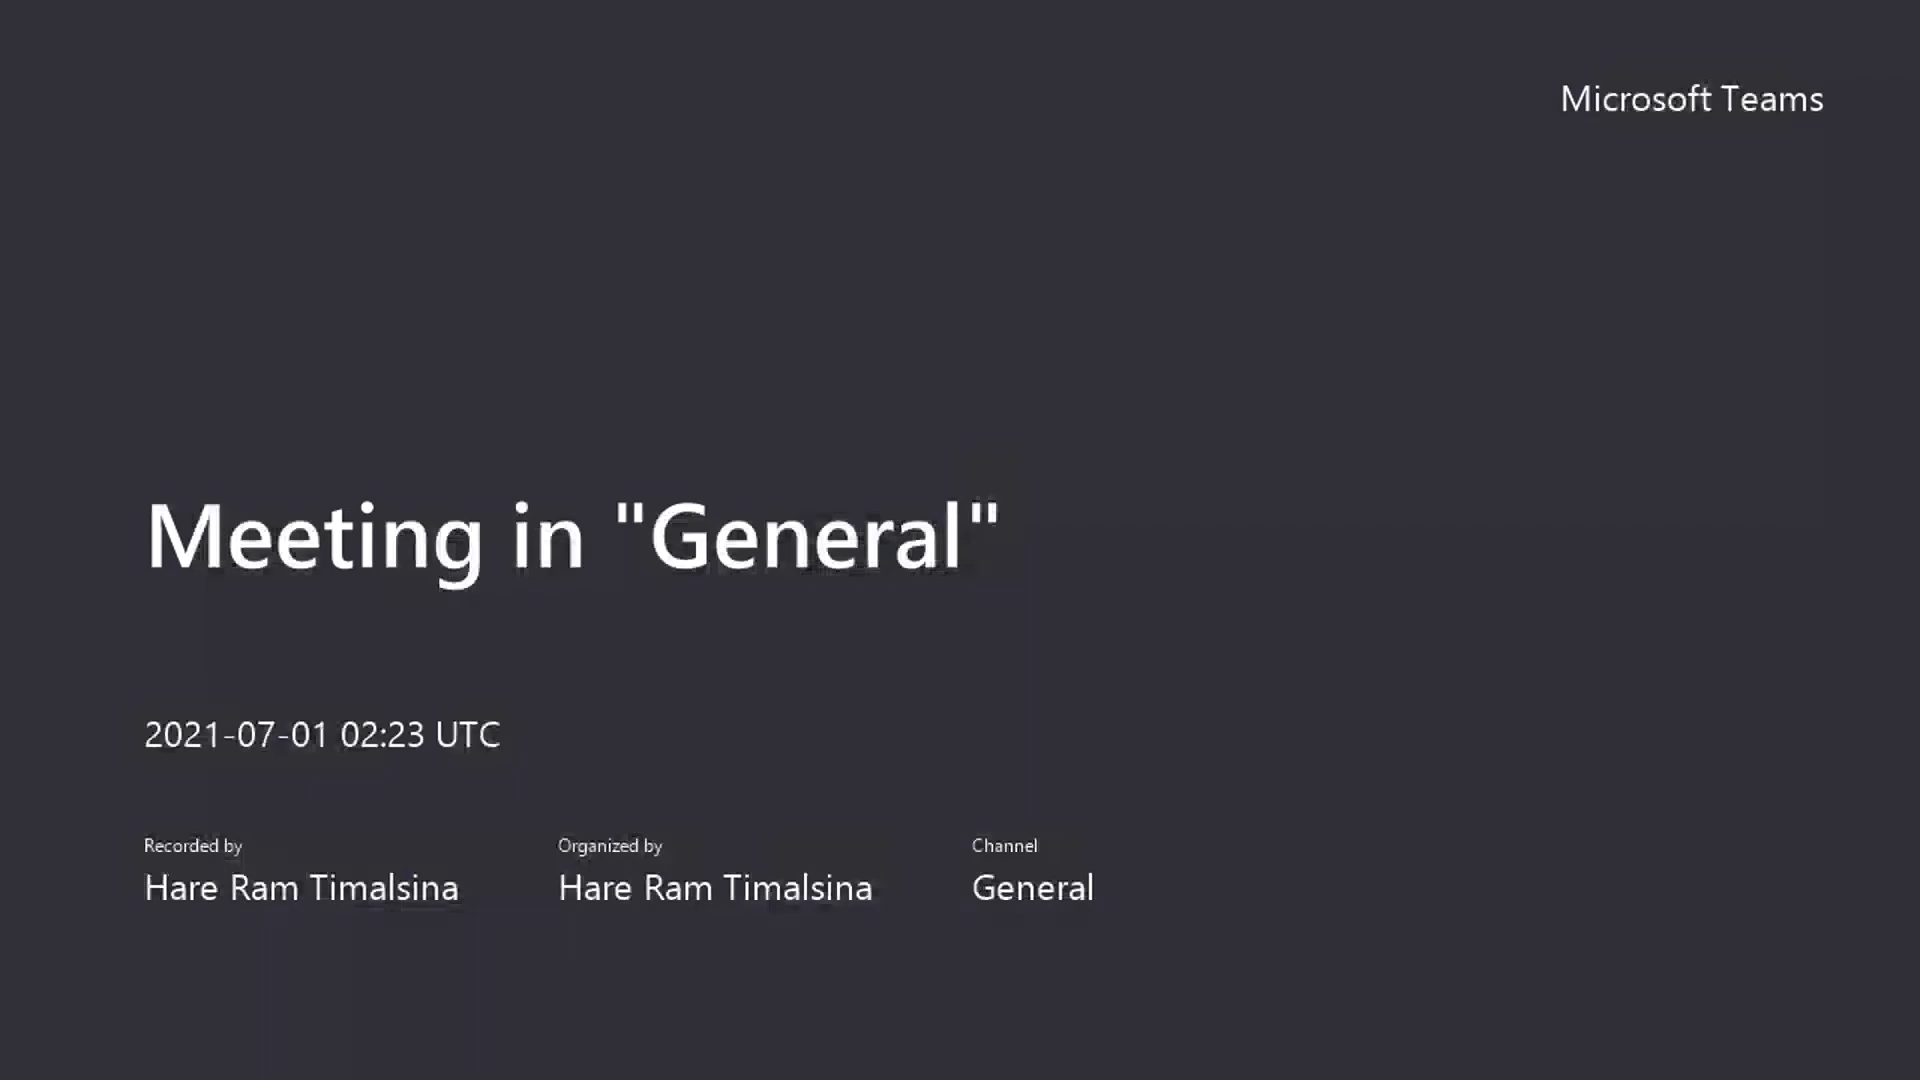 Microsoft Teams
Meeting in "General"
2021-07-01 02:23 UTC
Recorded by
Hare Ram Timalsina
Organized by
Hare Ram Timalsina
Channel
General